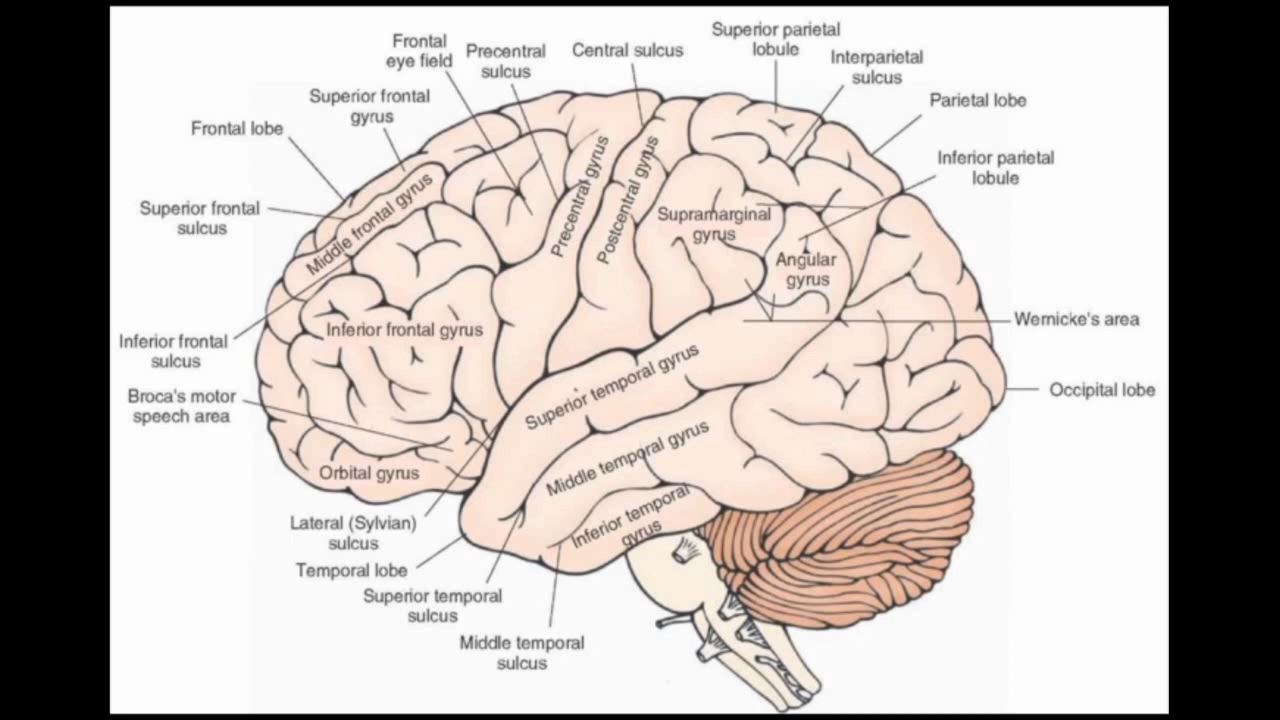 Superior parietal
lobule
Frontal
eye field
Precentral
sulcus
Central sulcus
Interparietal
sulcus
Superior frontal
gyrus
Parietal lobe
Frontal lobe
Inferior parietal
lobule
Superior frontal
sulcus
Middle frontal gyrus
Precentral gyrus
Postcentral gyrus
Supramarginal
gyrus
Angular
gyrus
Inferior frontal gyrus
Wernicke's area
Inferior frontal
sulcus
Superior temporal gyrus
Occipital lobe
Broca's motor
speech area
Middle temporal gyrus
Orbital gyrus
Inferior temporal
gyrus
Lateral (Sylvian)
sulcus
Temporal lobe
Superior temporal
sulcus
Middle temporal
sulcus